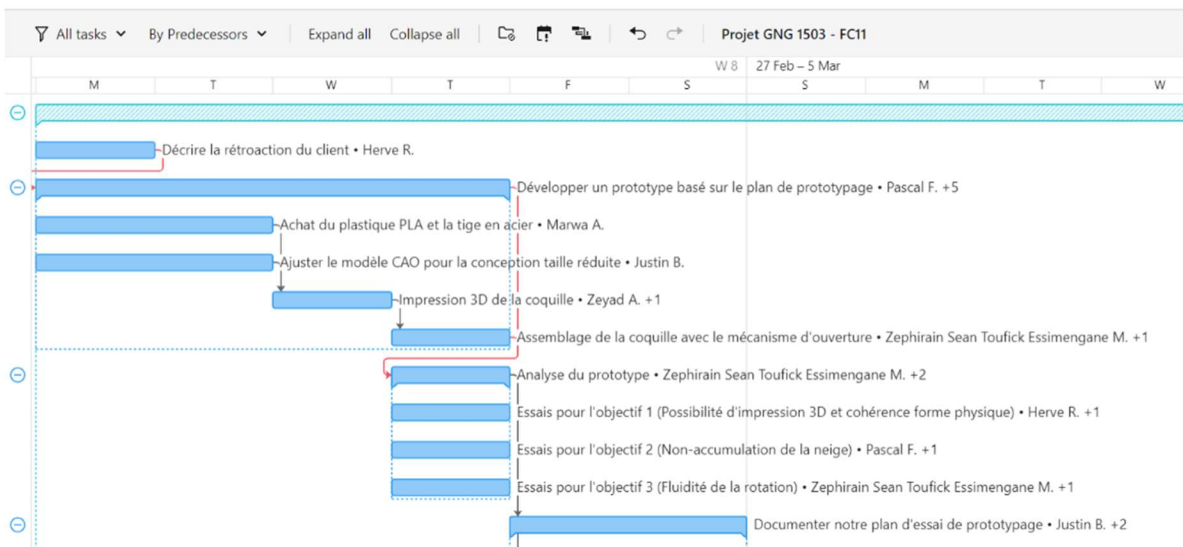 All tasks By Predecessors Expand all Collapse all Projet GNG 1503 - FC11
W 8 27 Feb – 5 Mar
M T W T F S S M T W
Décrire la rétroaction du client • Herve R.
Développer un prototype basé sur le plan de prototypage • Pascal F. +5
Achat du plastique PLA et la tige en acier • Marwa A.
Ajuster le modèle CAO pour la conception taille réduite • Justin B.
Impression 3D de la coquille • Zeyad A. +1
Assemblage de la coquille avec le mécanisme d'ouverture • Zephirain Sean Toufick Essimengane M. +1
Analyse du prototype • Zephirain Sean Toufick Essimengane M. +2
Essais pour l'objectif 1 (Possibilité d'impression 3D et cohérence forme physique) • Herve R. +1
Essais pour l'objectif 2 (Non-accumulation de la neige) • Pascal F. +1
Essais pour l'objectif 3 (Fluidité de la rotation) • Zephirain Sean Toufick Essimengane M. +1
Documenter notre plan d'essai de prototypage • Justin B. +2